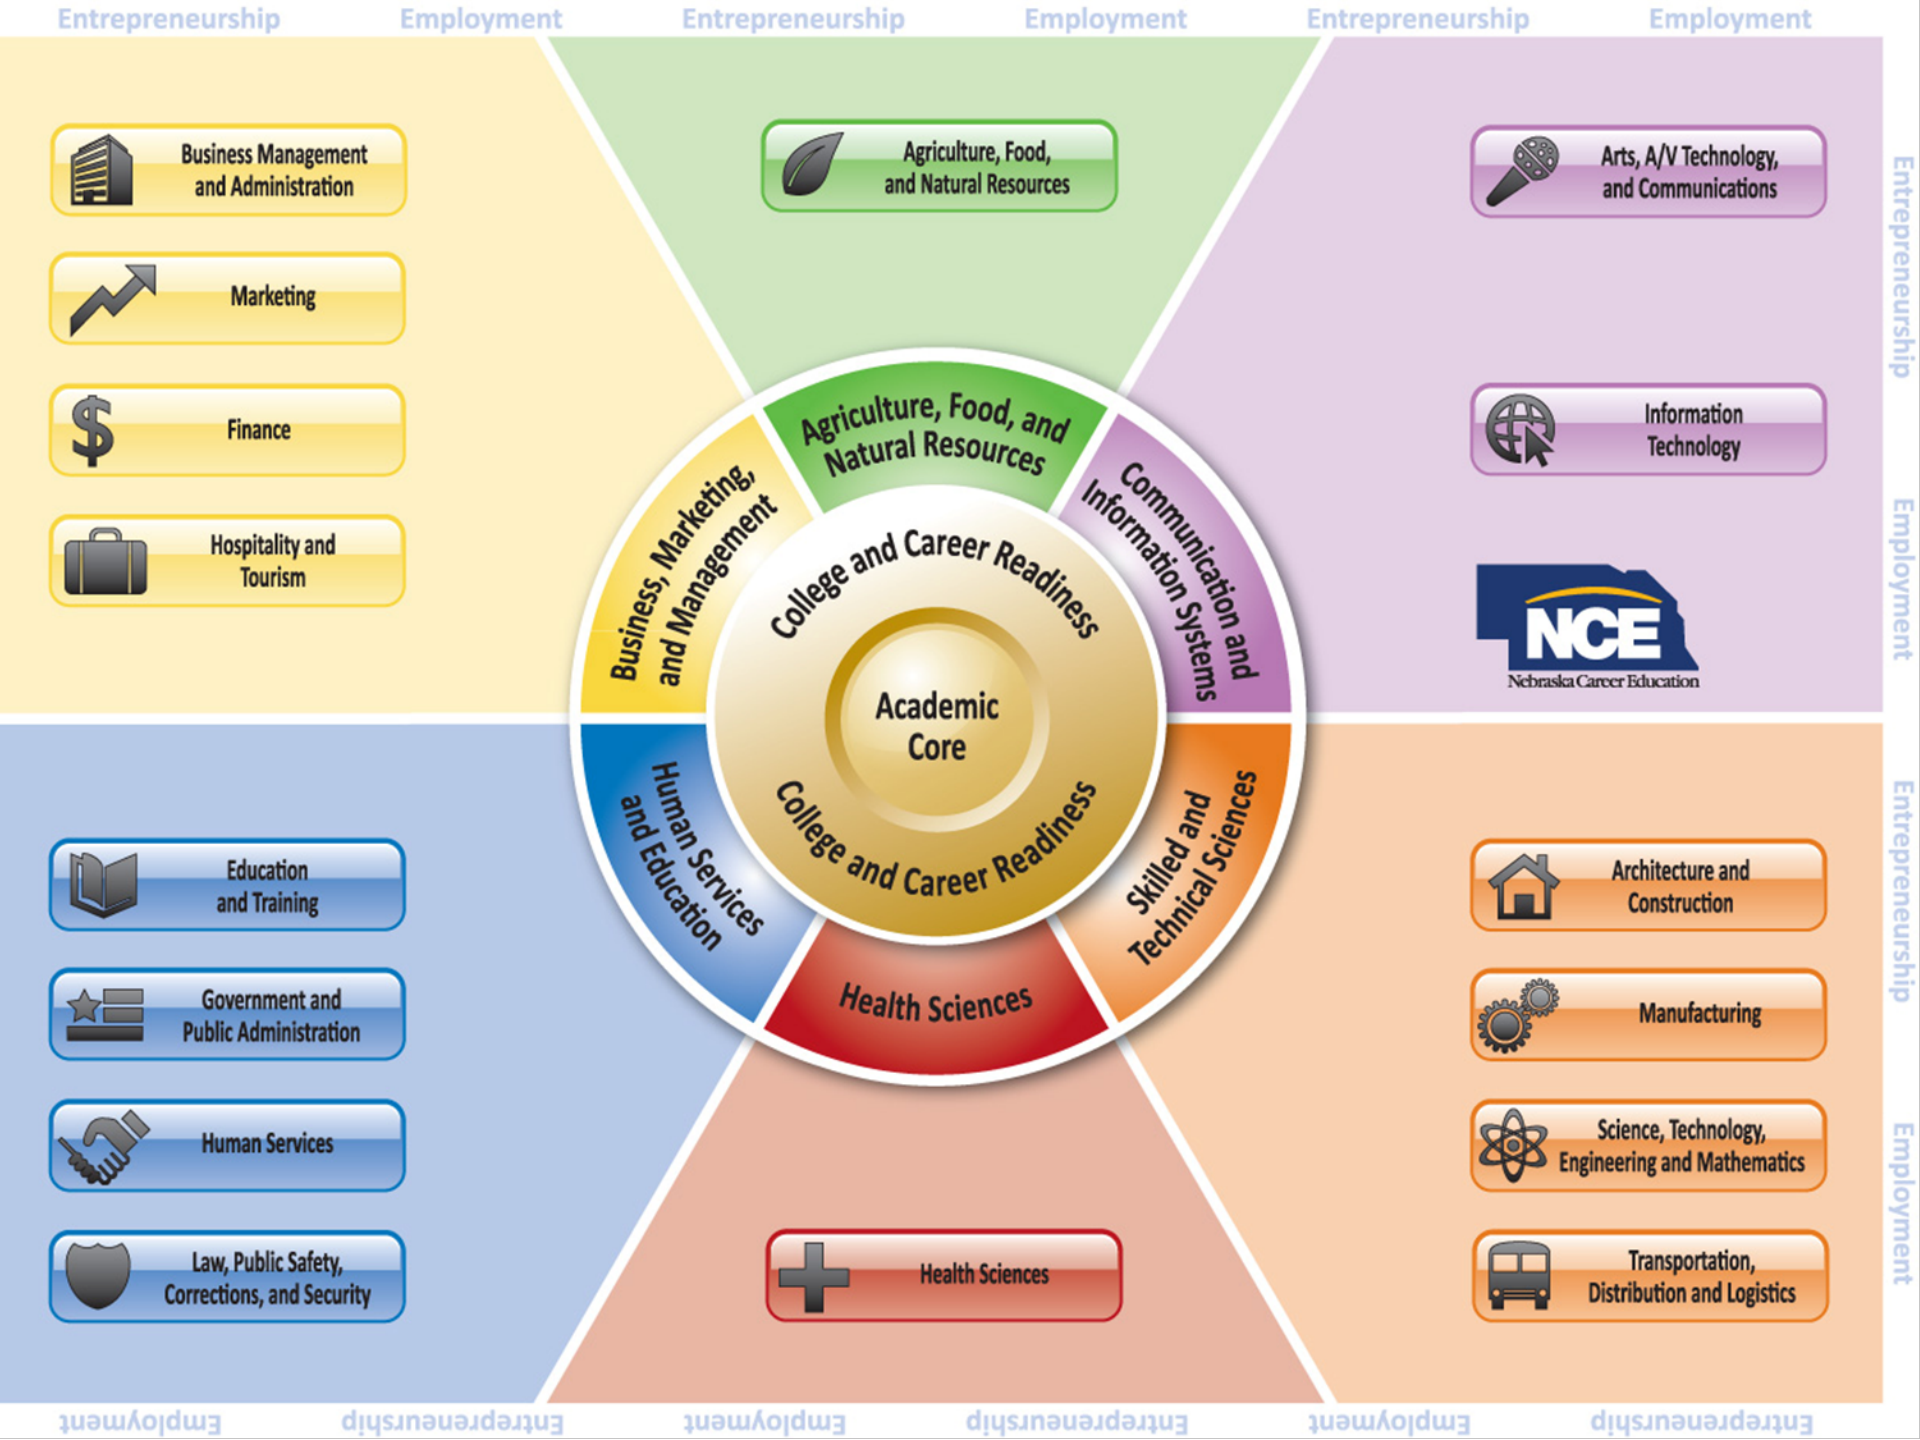 Entrepreneurship Employment Entrepreneurship Employment Entrepreneurship Employment
Business Management
and Administration
Marketing
Finance
Hospitality and
Tourism
Agriculture, Food,
and Natural Resources
Arts, A/V Technology,
and Communications
Information
Technology
NCE
Nebraska Career Education
Entrepreneurship
Employment
Entrepreneurship
Employment
Agriculture, Food, and
Natural Resources
Business, Marketing,
and Management
Communication and
Information Systems
College and Career Readiness
Academic
Core
College and Career Readiness
Human Services
and Education
Skilled and
Technical Sciences
Health Sciences
Education
and Training
Government and
Public Administration
Human Services
Law, Public Safety,
Corrections, and Security
Health Sciences
Architecture and
Construction
Manufacturing
Science, Technology,
Engineering and Mathematics
Transportation,
Distribution and Logistics
Employment Entrepreneurship Employment Entrepreneurship Employment Entrepreneurship